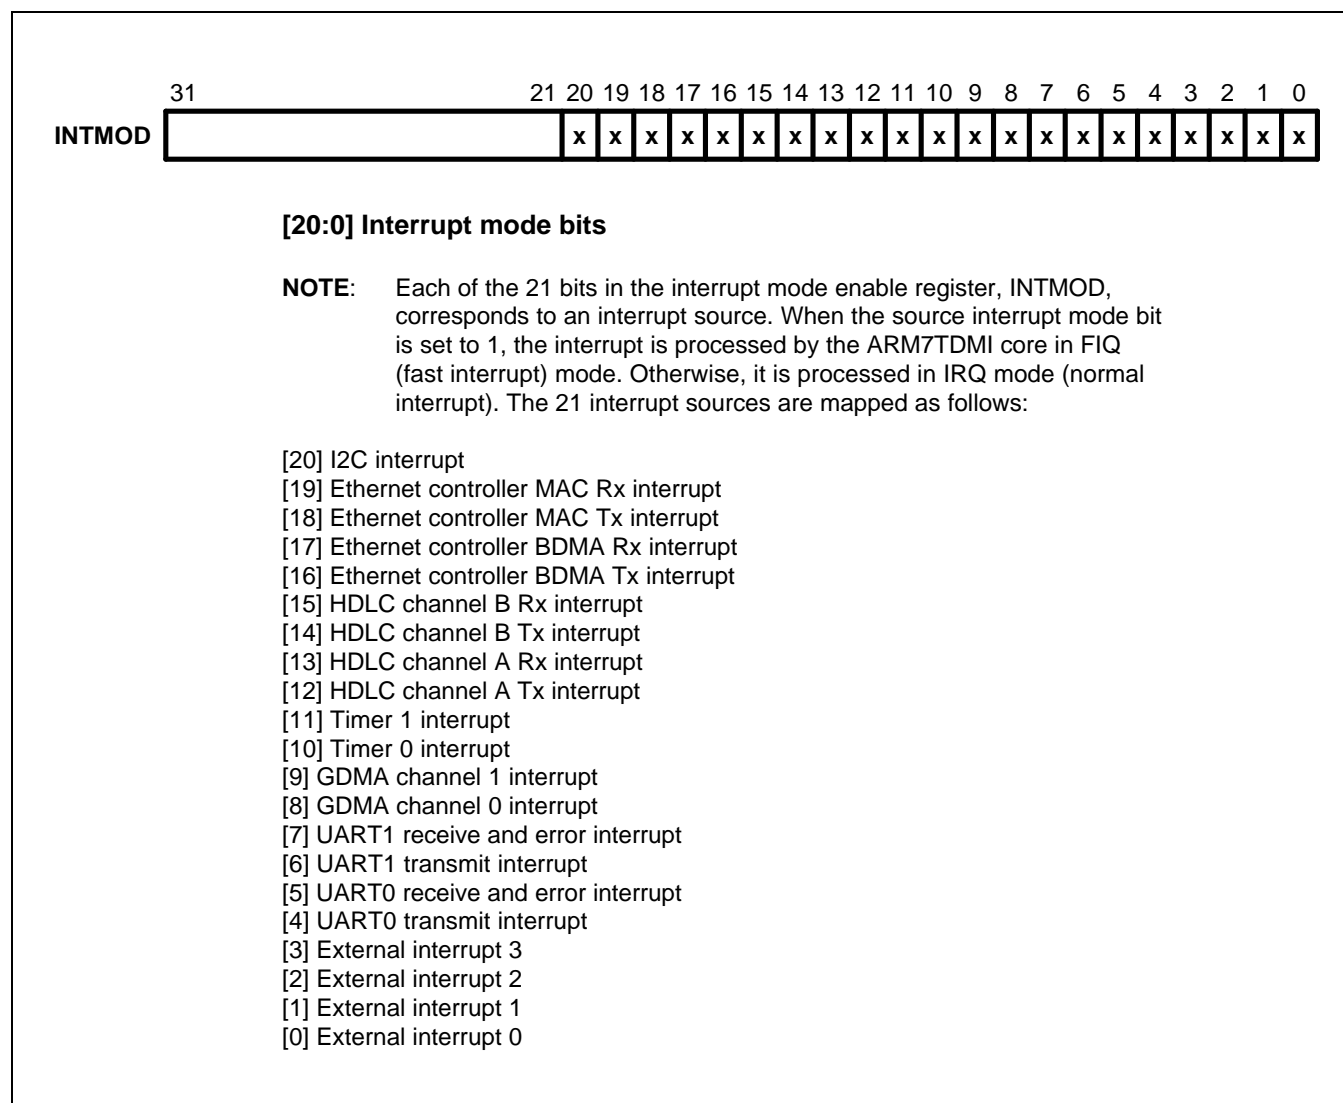 31 21 20 19 18 17 16 15 14 13 12 11 10 9 8 7 6 5 4 3 2 1 0
INTMOD x x x x x x x x x x x x x x x x x x x x x
[20:0] Interrupt mode bits
NOTE: Each of the 21 bits in the interrupt mode enable register, INTMOD,
corresponds to an interrupt source. When the source interrupt mode bit
is set to 1, the interrupt is processed by the ARM7TDMI core in FIQ
(fast interrupt) mode. Otherwise, it is processed in IRQ mode (normal
interrupt). The 21 interrupt sources are mapped as follows:
[20] I2C interrupt
[19] Ethernet controller MAC Rx interrupt
[18] Ethernet controller MAC Tx interrupt
[17] Ethernet controller BDMA Rx interrupt
[16] Ethernet controller BDMA Tx interrupt
[15] HDLC channel B Rx interrupt
[14] HDLC channel B Tx interrupt
[13] HDLC channel A Rx interrupt
[12] HDLC channel A Tx interrupt
[11] Timer 1 interrupt
[10] Timer 0 interrupt
[9] GDMA channel 1 interrupt
[8] GDMA channel 0 interrupt
[7] UART1 receive and error interrupt
[6] UART1 transmit interrupt
[5] UART0 receive and error interrupt
[4] UART0 transmit interrupt
[3] External interrupt 3
[2] External interrupt 2
[1] External interrupt 1
[0] External interrupt 0